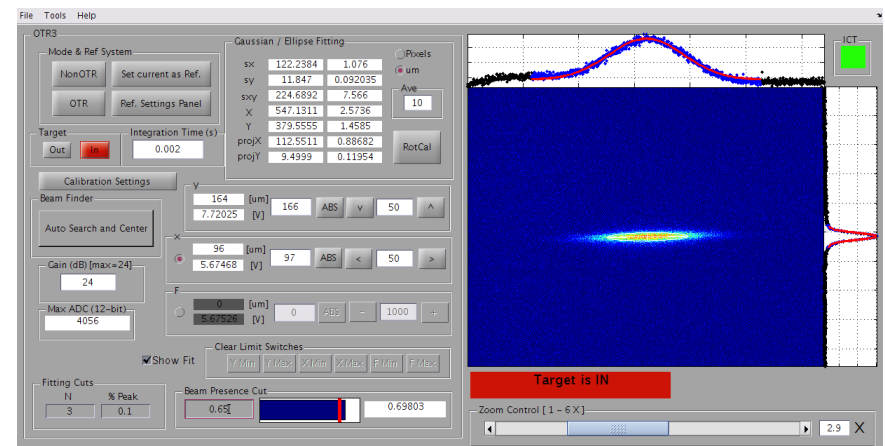 File Tools Help
OTR3
Mode & Ref System
NonOTR Set current as Ref.
OTR Ref. Settings Panel
Target
Out In
Integration Time (s)
0.002
Gaussian / Ellipse Fitting
sx 122.2384 1.076
sy 11.847 0.092035
sxy 224.6892 7.566
X 547.1311 2.5736
Y 379.5555 1.4585
projX 112.5511 0.88682
projY 9.4999 0.11954
Pixels
um
Ave
10
RotCal
ICT
Calibration Settings
Beam Finder
Auto Search and Center
Y
164 [um] 166 ABS v 50 ^
7.72025 [V]
X
96 [um] 97 ABS < 50 >
5.67468 [V]
F
0 [um] 0 ABS - 1000 +
5.67526 [V]
Gain (dB) [max=24]
24
Max ADC (12-bit)
4056
Show Fit
Clear Limit Switches
Y Min Y Max X Min X Max F Min F Max
Fitting Cuts
N % Peak
3 0.1
Beam Presence Cut
0.65 0.69803
Target is IN
Zoom Control [ 1 - 6 X ]
2.9 X